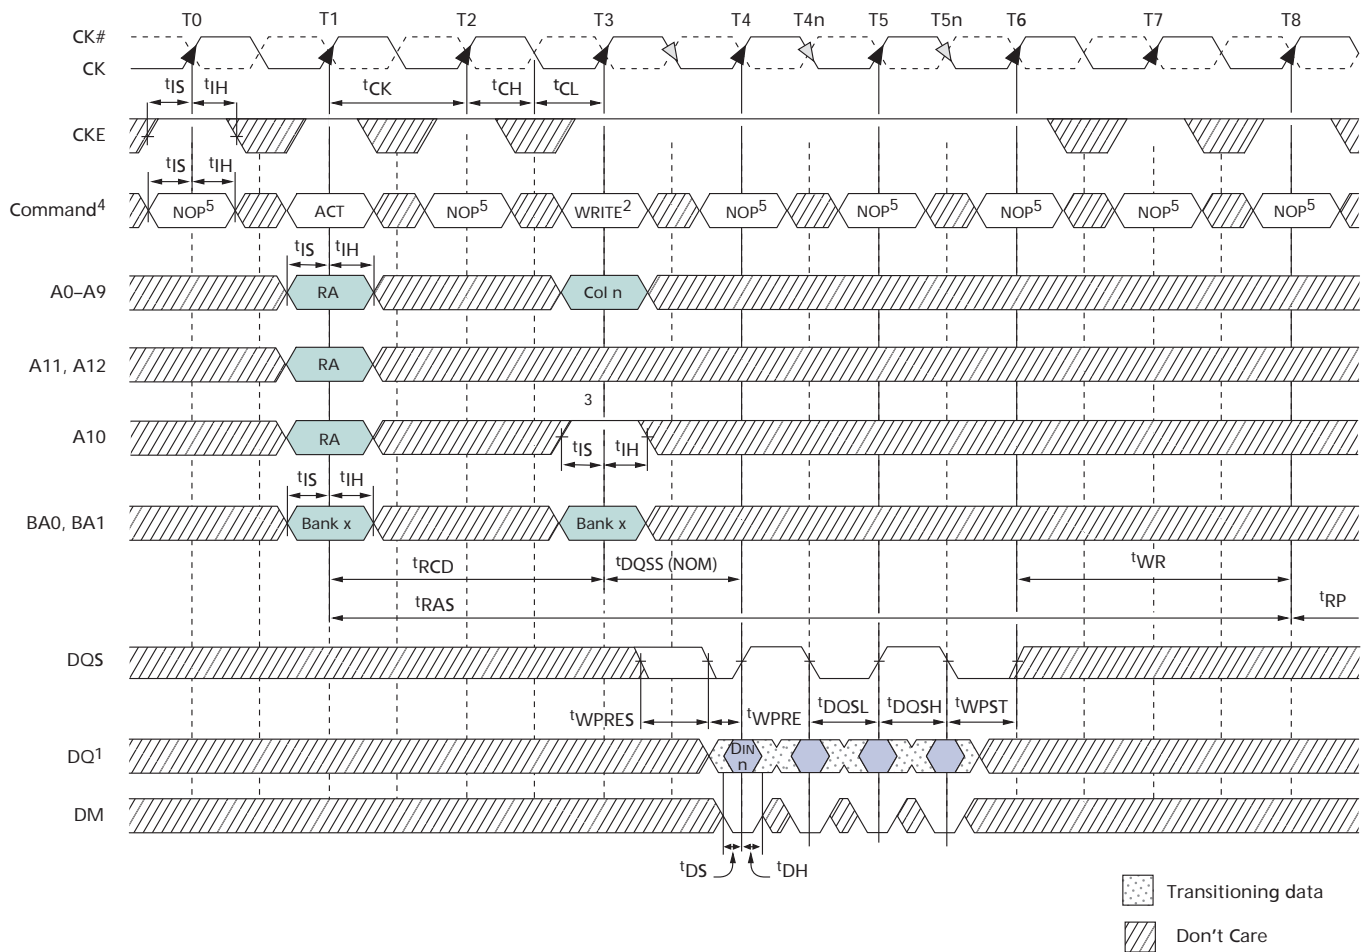 T0 T1 T2 T3 T4 T4n T5 T5n T6 T7 T8
CK#
CK
tIS tIH tCK tCH tCL
CKE
tIS tIH
Command4 NOP5 ACT NOP5 WRITE2 NOP5 NOP5 NOP5 NOP5 NOP5
tIS tIH
A0–A9 RA Col n
A11, A12 RA
3
A10 RA
tIS tIH
tIS tIH
BA0, BA1 Bank x Bank x
tRCD tDQSS (NOM) tWR
tRAS tRP
DQS
tWPRES tWPRE tDQSL tDQSH tWPST
DQ1 DIN
n
DM
tDS tDH
Transitioning data
Don't Care